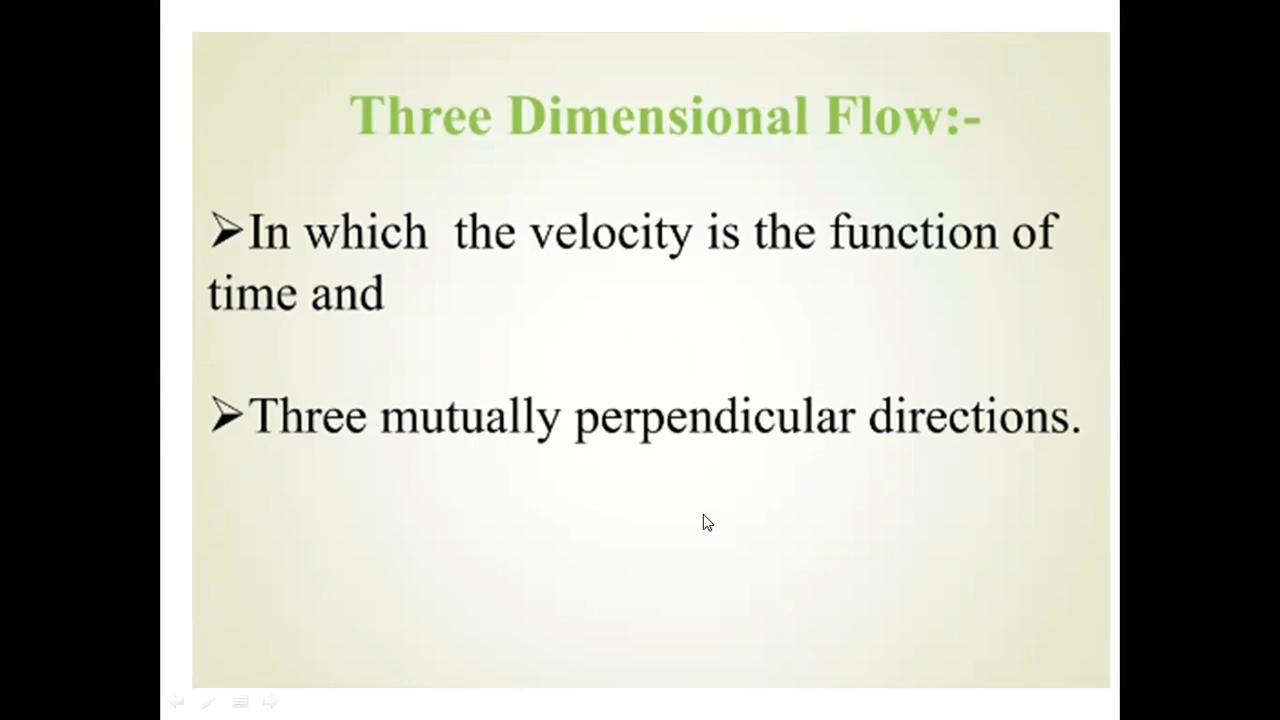 Three Dimensional Flow:-
➢In which the velocity is the function of
time and
➢Three mutually perpendicular directions.